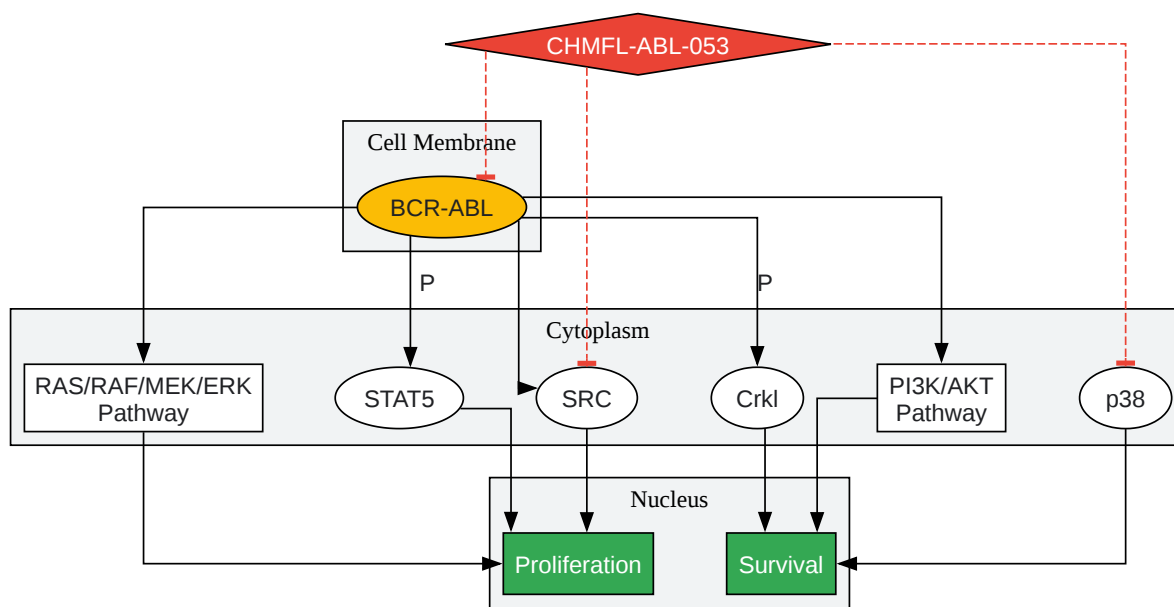 CHMFL-ABL-053
Cell Membrane
BCR-ABL
P
P
Cytoplasm
RAS/RAF/MEK/ERK
Pathway
STAT5
SRC
Crkl
PI3K/AKT
Pathway
p38
Nucleus
Proliferation
Survival